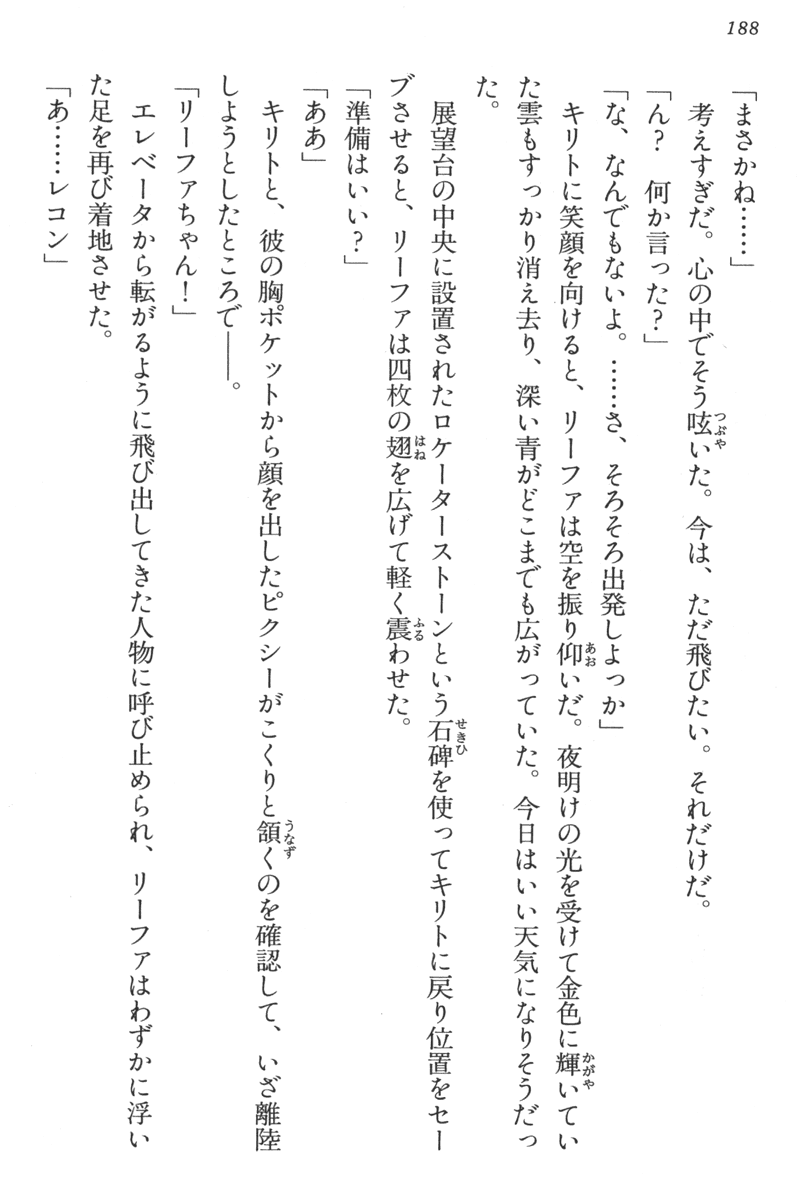 188
「まさかね……」
　考えすぎだ。心の中でそう呟いた。今は、ただ飛びたい。それだけだ。
「ん？　何か言った？」
「な、なんでもないよ。……さ、そろそろ出発しよっか」
　キリトに笑顔を向けると、リーファは空を振り仰いだ。夜明けの光を受けて金色に輝いてい
た雲もすっかり消え去り、深い青がどこまでも広がっていた。今日はいい天気になりそうだっ
た。
　展望台の中央に設置されたロケーターストーンという石碑を使ってキリトに戻り位置をセー
ブさせると、リーファは四枚の翅を広げて軽く震わせた。
「準備はいい？」
「ああ」
　キリトと、彼の胸ポケットから顔を出したピクシーがこくりと頷くのを確認して、いざ離陸
しようとしたところで――。
「リーファちゃん！」
　エレベータから転がるように飛び出してきた人物に呼び止められ、リーファはわずかに浮い
た足を再び着地させた。
「あ……レコン」